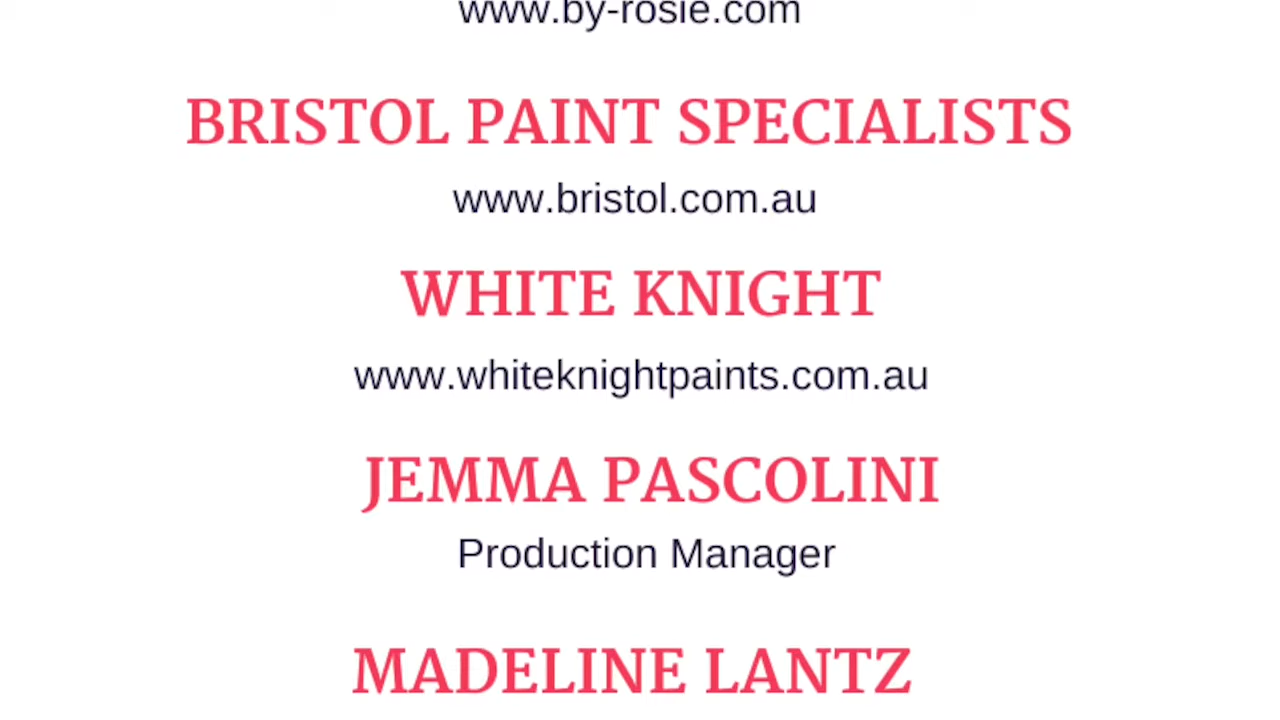 www.by-rosie.com
BRISTOL PAINT SPECIALISTS
www.bristol.com.au
WHITE KNIGHT
www.whiteknightpaints.com.au
JEMMA PASCOLINI
Production Manager
MADELINE LANTZ